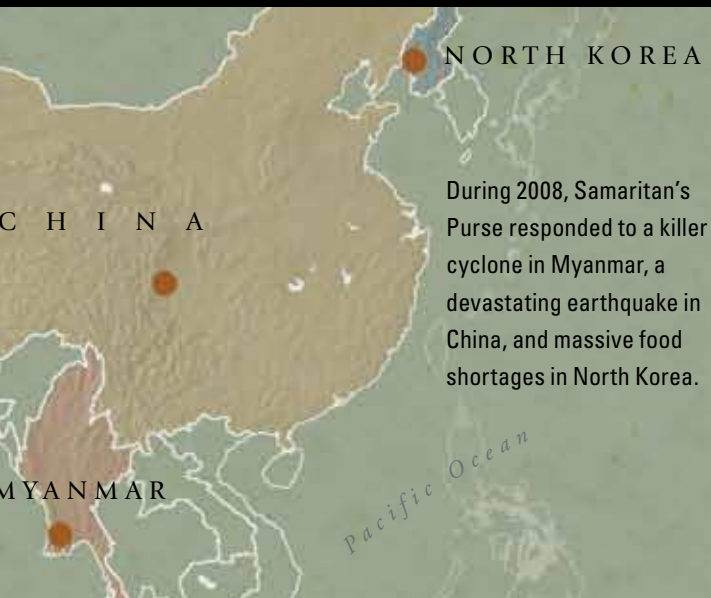 NORTH KOREA
CHINA
During 2008, Samaritan's
Purse responded to a killer
cyclone in Myanmar, a
devastating earthquake in
China, and massive food
shortages in North Korea.
Pacific Ocean
MYANMAR